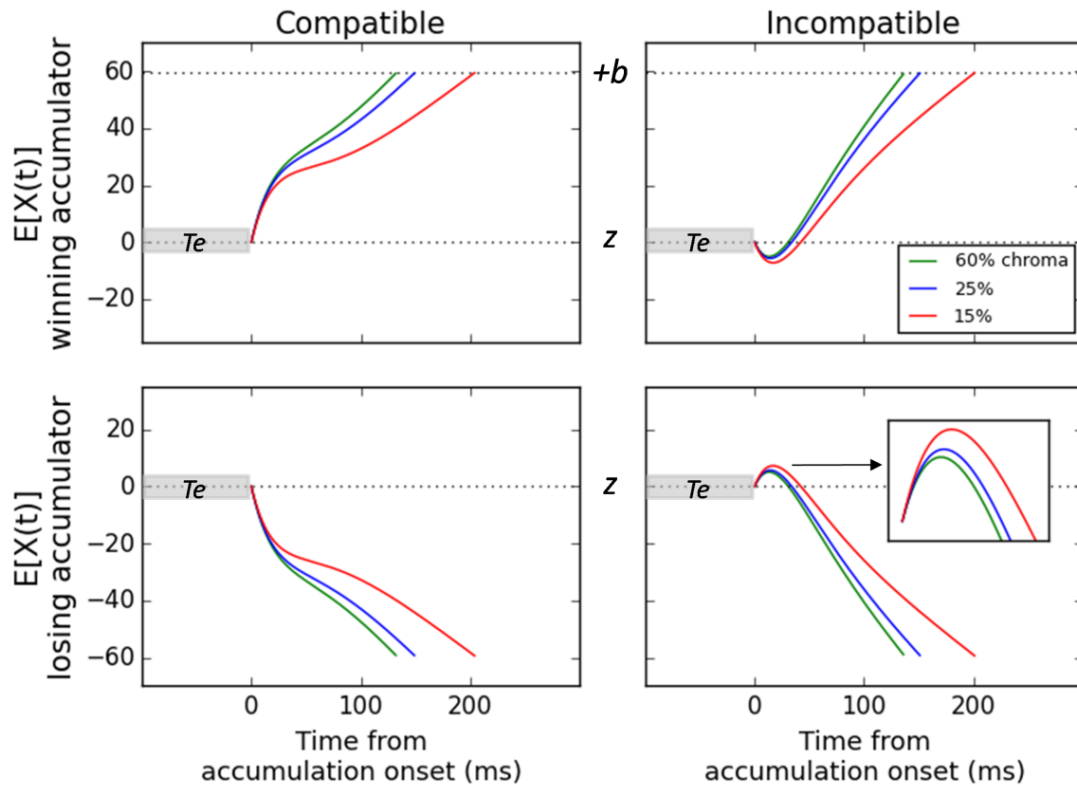 Compatible
Incompatible
E[X(t)]
winning accumulator
60
40
20
0
−20
Te
+b
z
Te
60% chroma
25%
15%
E[X(t)]
losing accumulator
20
0
−20
−40
−60
Te
z
Te
0
100
200
0
100
200
Time from
accumulation onset (ms)
Time from
accumulation onset (ms)